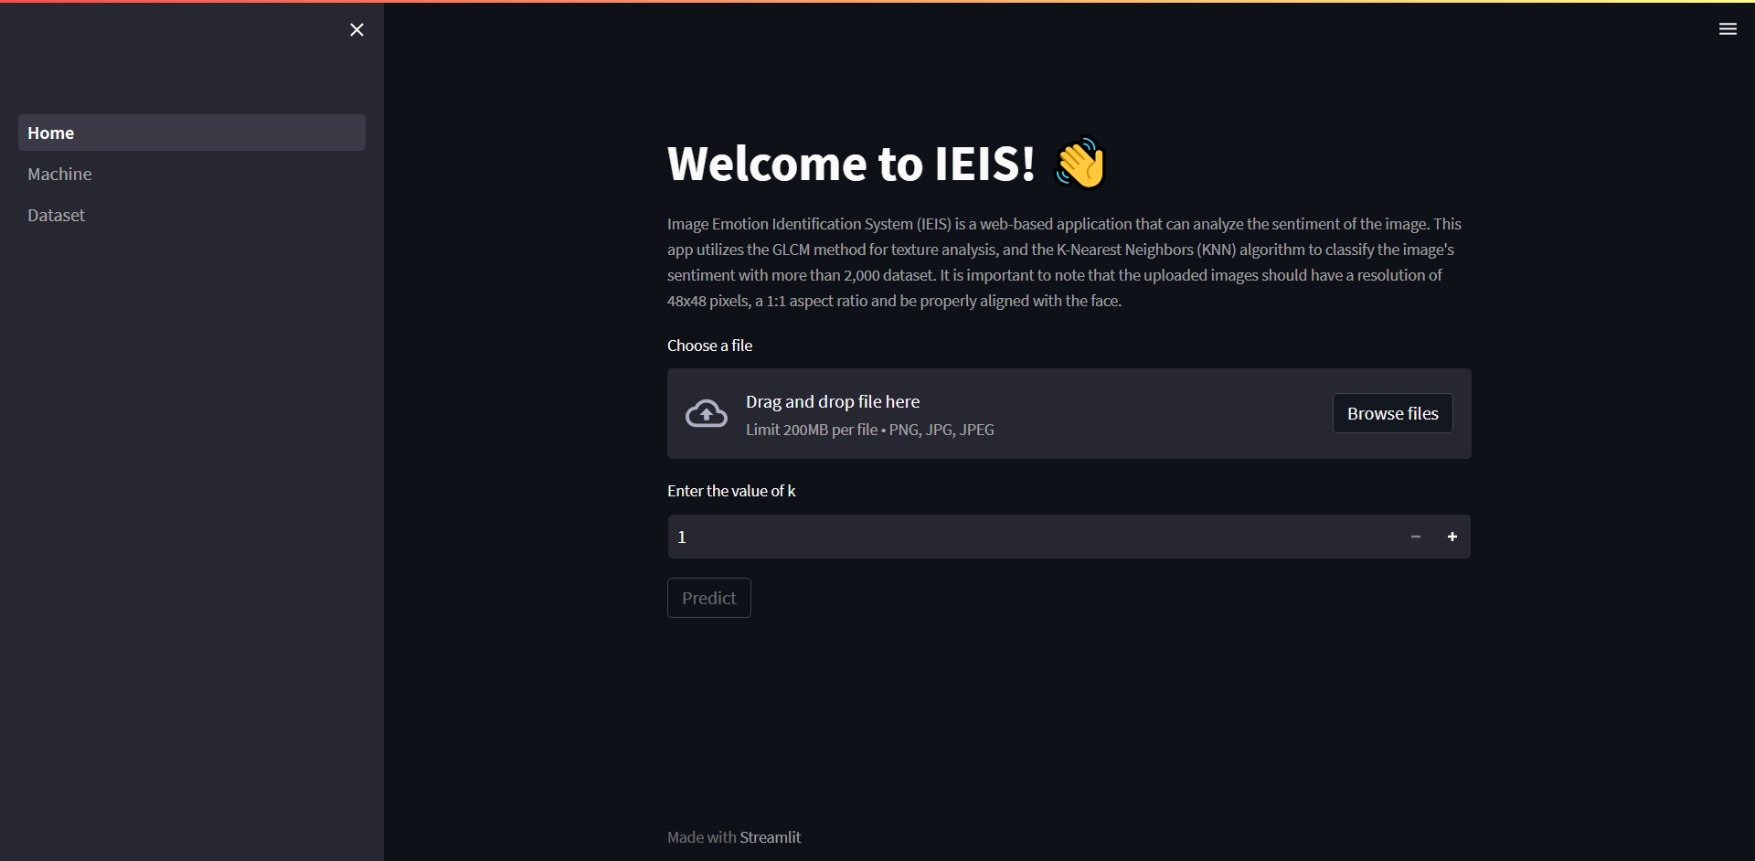 Home
Machine
Dataset
Welcome to IEIS! 👋
Image Emotion Identification System (IEIS) is a web-based application that can analyze the sentiment of the image. This
app utilizes the GLCM method for texture analysis, and the K-Nearest Neighbors (KNN) algorithm to classify the image's
sentiment with more than 2,000 dataset. It is important to note that the uploaded images should have a resolution of
48x48 pixels, a 1:1 aspect ratio and be properly aligned with the face.
Choose a file
Drag and drop file here
Limit 200MB per file • PNG, JPG, JPEG
Browse files
Enter the value of k
1
Predict
Made with Streamlit